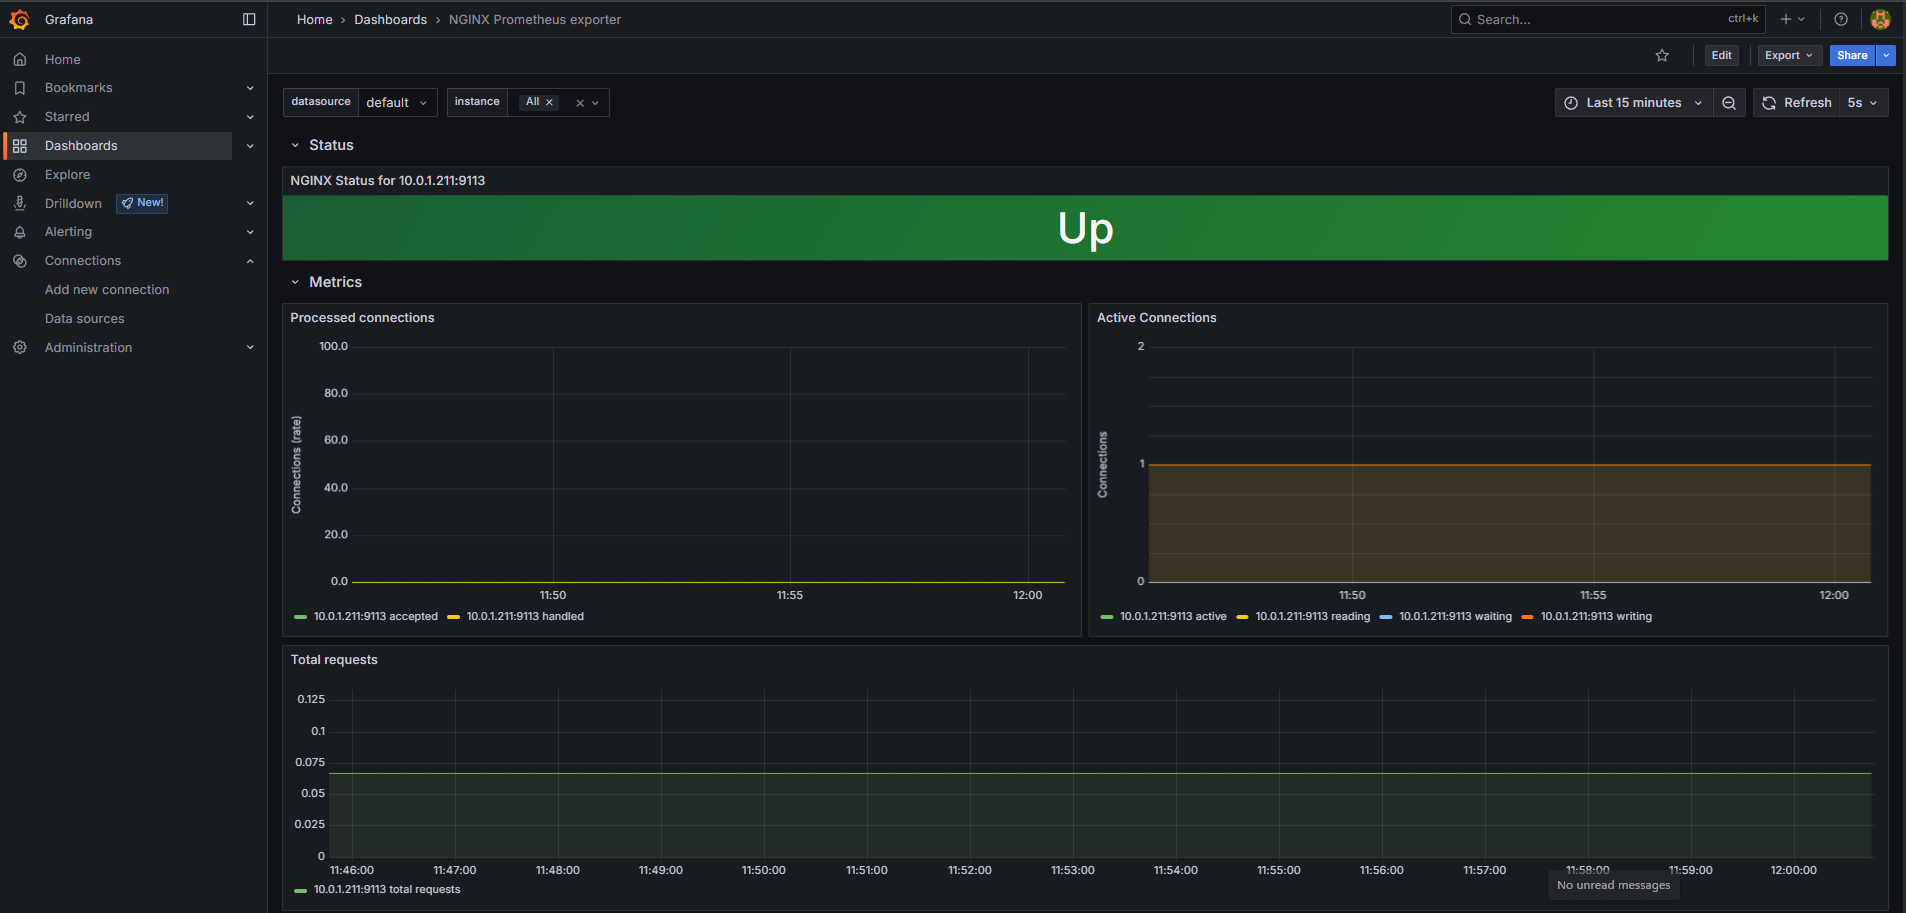 Grafana
Home › Dashboards › NGINX Prometheus exporter
Search... ctrl+k
Edit Export Share
Home
Bookmarks
Starred
Dashboards
Explore
Drilldown New!
Alerting
Connections
Add new connection
Data sources
Administration
datasource default instance All
Last 15 minutes Refresh 5s
Status
NGINX Status for 10.0.1.211:9113
Up
Metrics
Processed connections
Connections (rate)
100.0
80.0
60.0
40.0
20.0
0.0
11:50 11:55 12:00
10.0.1.211:9113 accepted 10.0.1.211:9113 handled
Active Connections
Connections
2
1
0
11:50 11:55 12:00
10.0.1.211:9113 active 10.0.1.211:9113 reading 10.0.1.211:9113 waiting 10.0.1.211:9113 writing
Total requests
0.125
0.1
0.075
0.05
0.025
0
11:46:00 11:47:00 11:48:00 11:49:00 11:50:00 11:51:00 11:52:00 11:53:00 11:54:00 11:55:00 11:56:00 11:57:00 11:58:00 11:59:00 12:00:00
10.0.1.211:9113 total requests
No unread messages